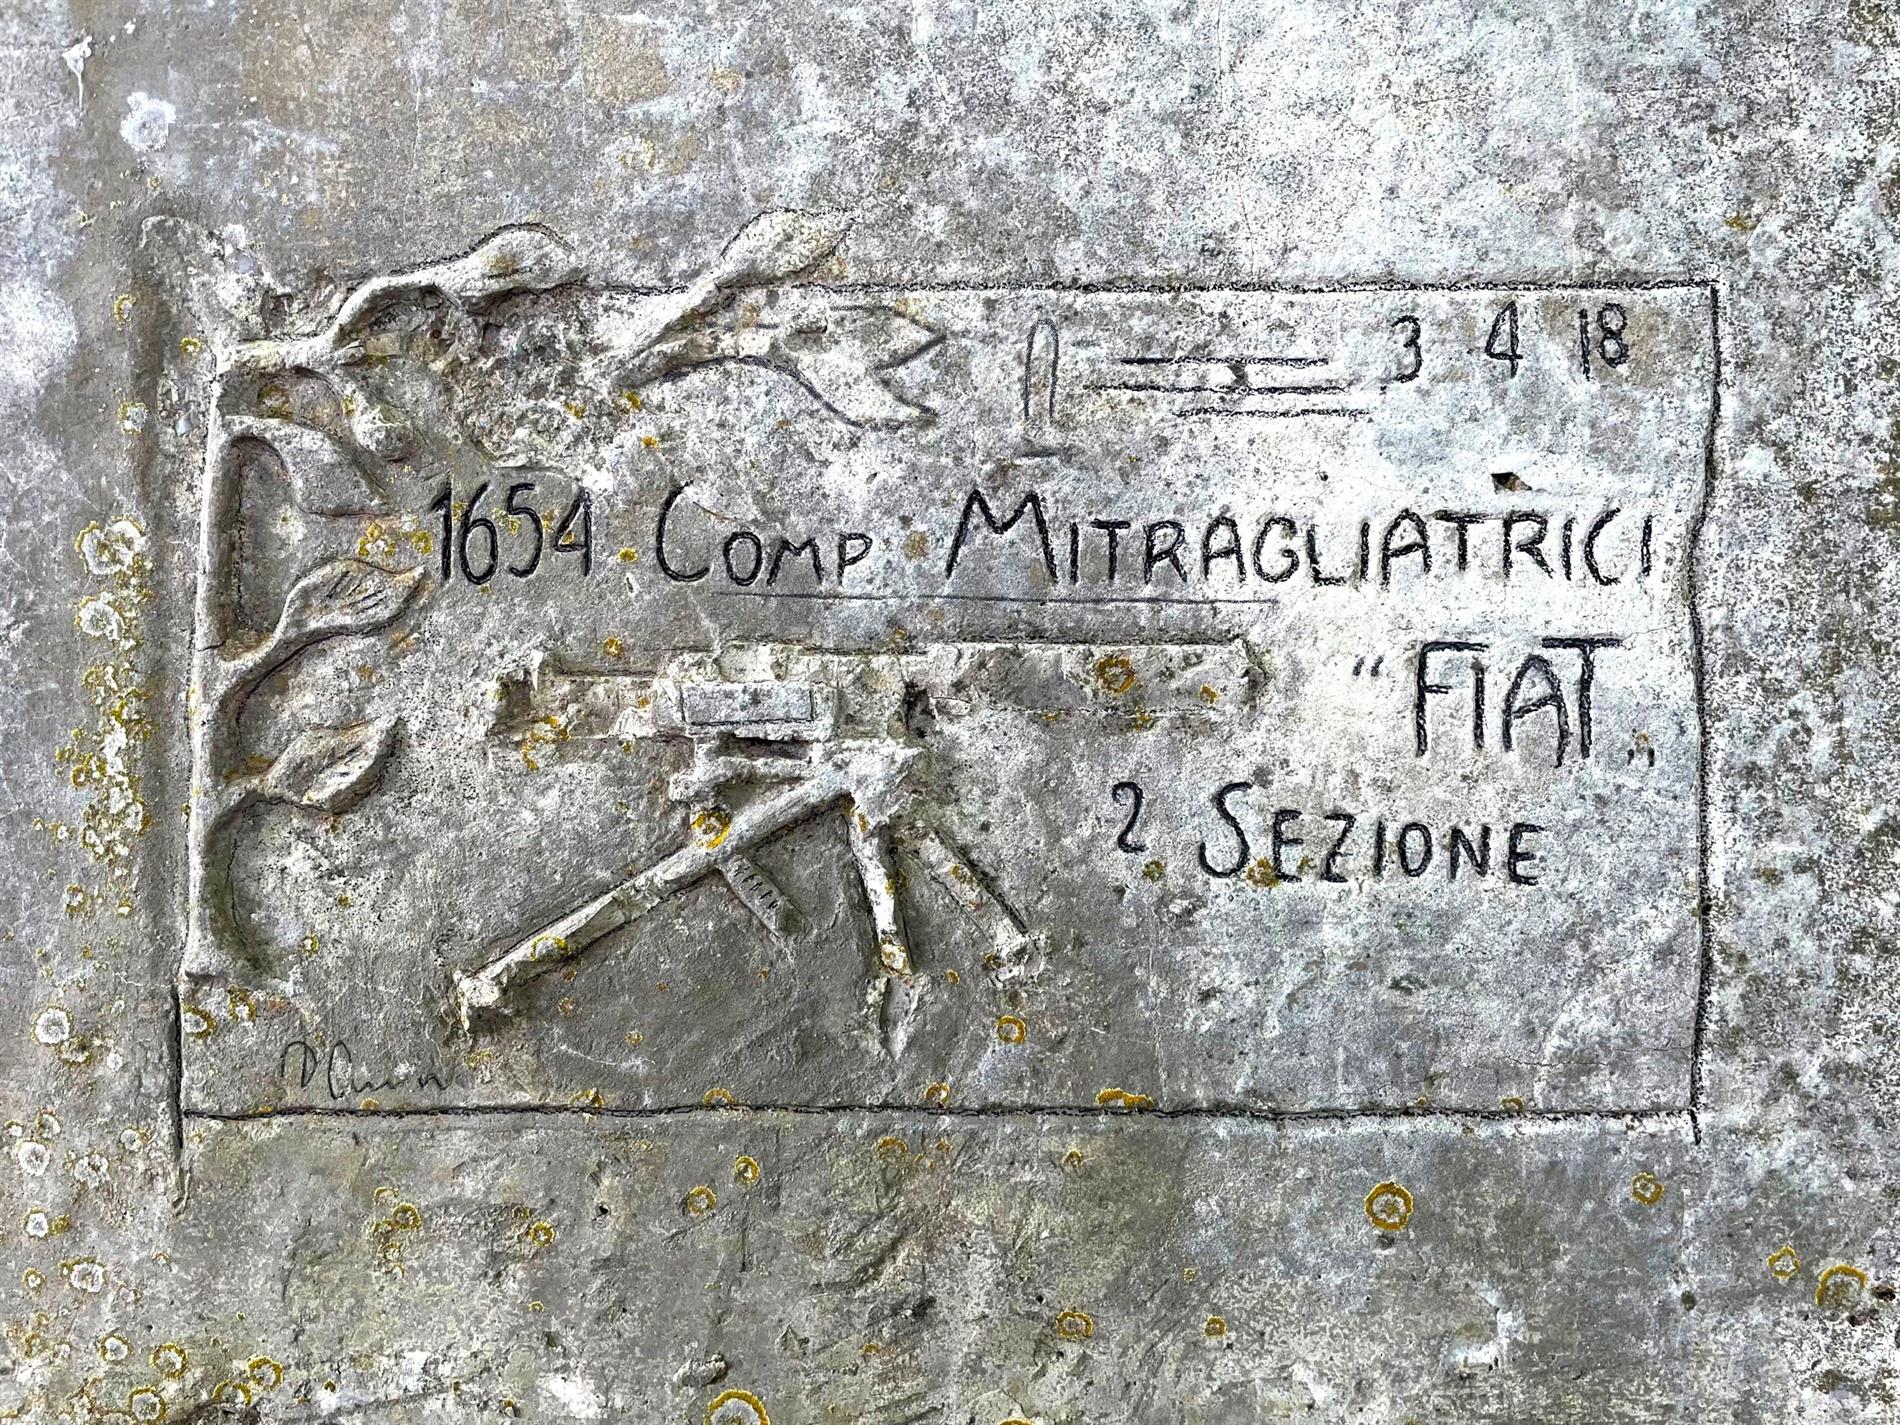 3 4 18
1654 Comp Mitragliatrici
“FIAT„
2 Sezione